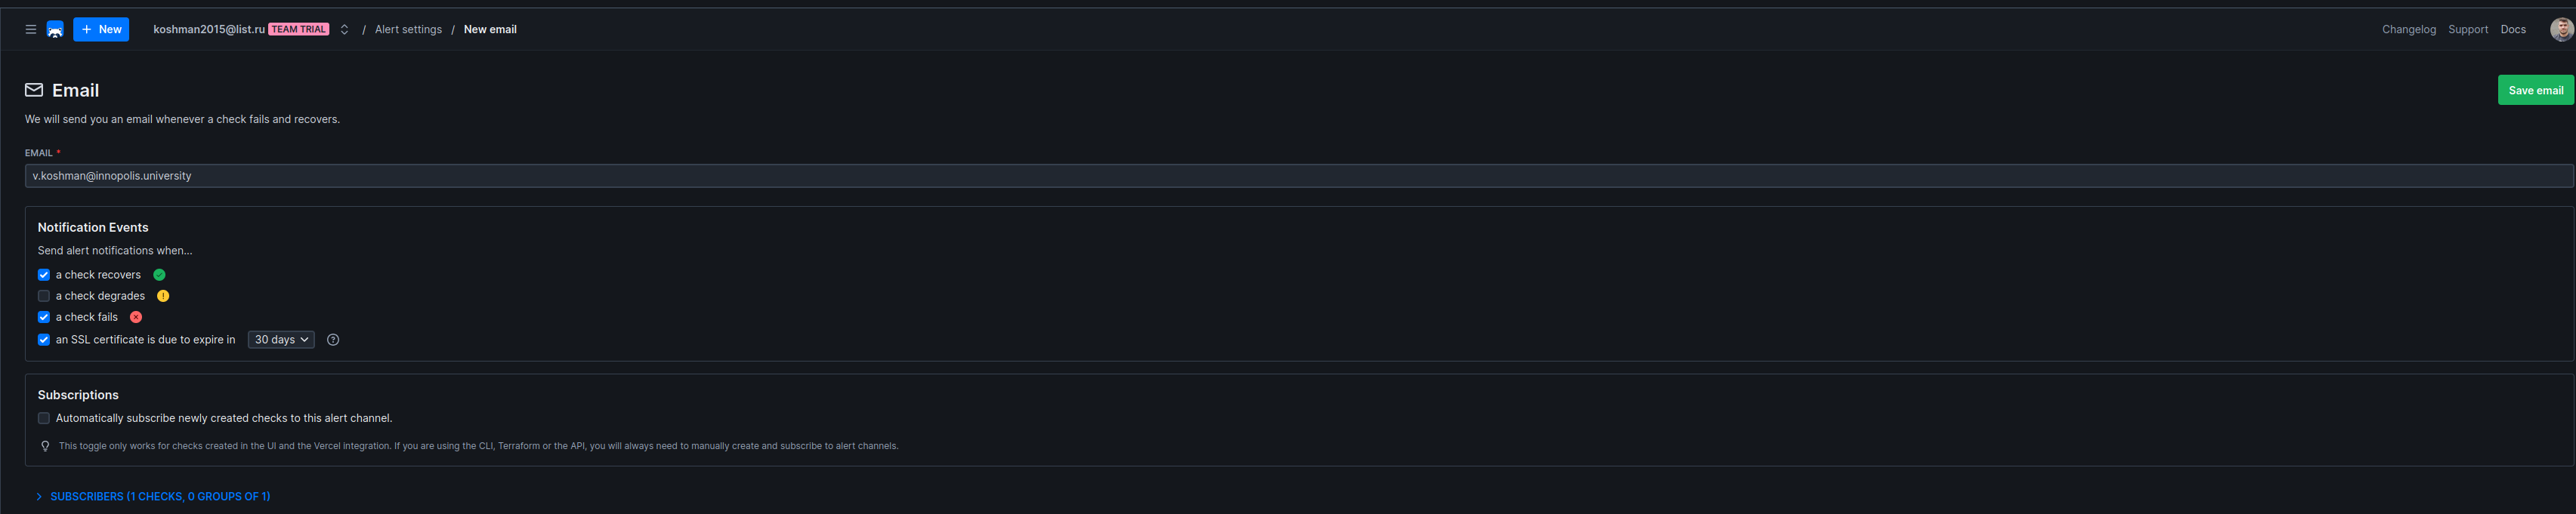 New koshman2015@list.ru TEAM TRIAL / Alert settings / New email Changelog Support Docs
Email Save email
We will send you an email whenever a check fails and recovers.
EMAIL *
v.koshman@innopolis.university
Notification Events
Send alert notifications when...
a check recovers
a check degrades
a check fails
an SSL certificate is due to expire in 30 days
Subscriptions
Automatically subscribe newly created checks to this alert channel.
This toggle only works for checks created in the UI and the Vercel integration. If you are using the CLI, Terraform or the API, you will always need to manually create and subscribe to alert channels.
SUBSCRIBERS (1 CHECKS, 0 GROUPS OF 1)